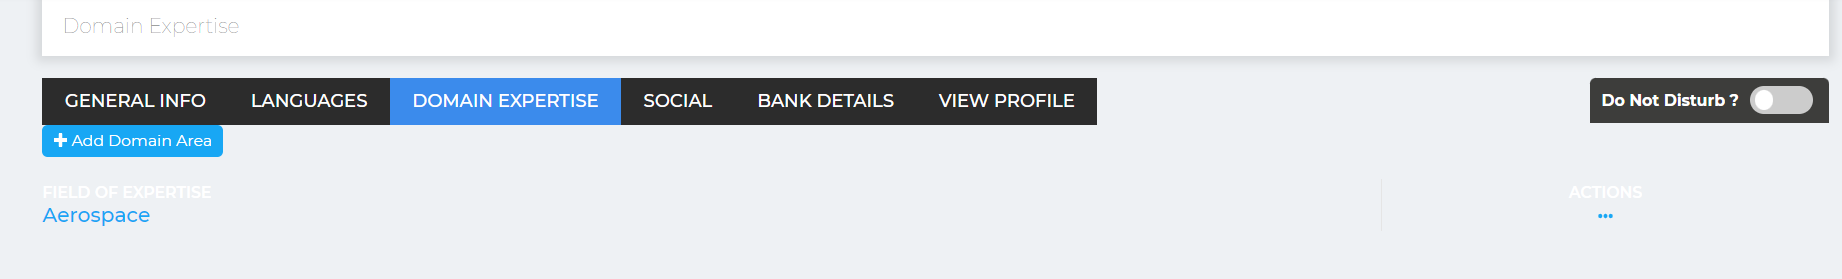 Domain Expertise
GENERAL INFO LANGUAGES DOMAIN EXPERTISE SOCIAL BANK DETAILS VIEW PROFILE Do Not Disturb ?
+ Add Domain Area
FIELD OF EXPERTISE ACTIONS
Aerospace ...